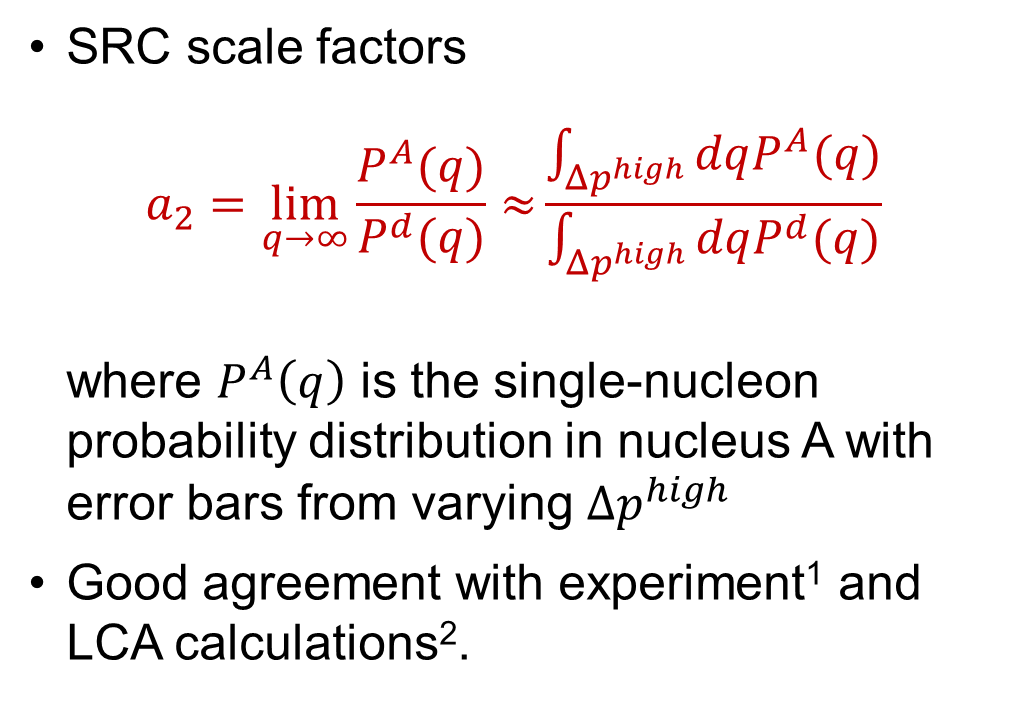 • SRC scale factors
a₂ = lim_{q→∞} P^A(q) / P^d(q) ≈ ∫_{Δp^high} dqP^A(q) / ∫_{Δp^high} dqP^d(q)
where P^A(q) is the single-nucleon
probability distribution in nucleus A with
error bars from varying Δp^high
• Good agreement with experiment¹ and
LCA calculations².